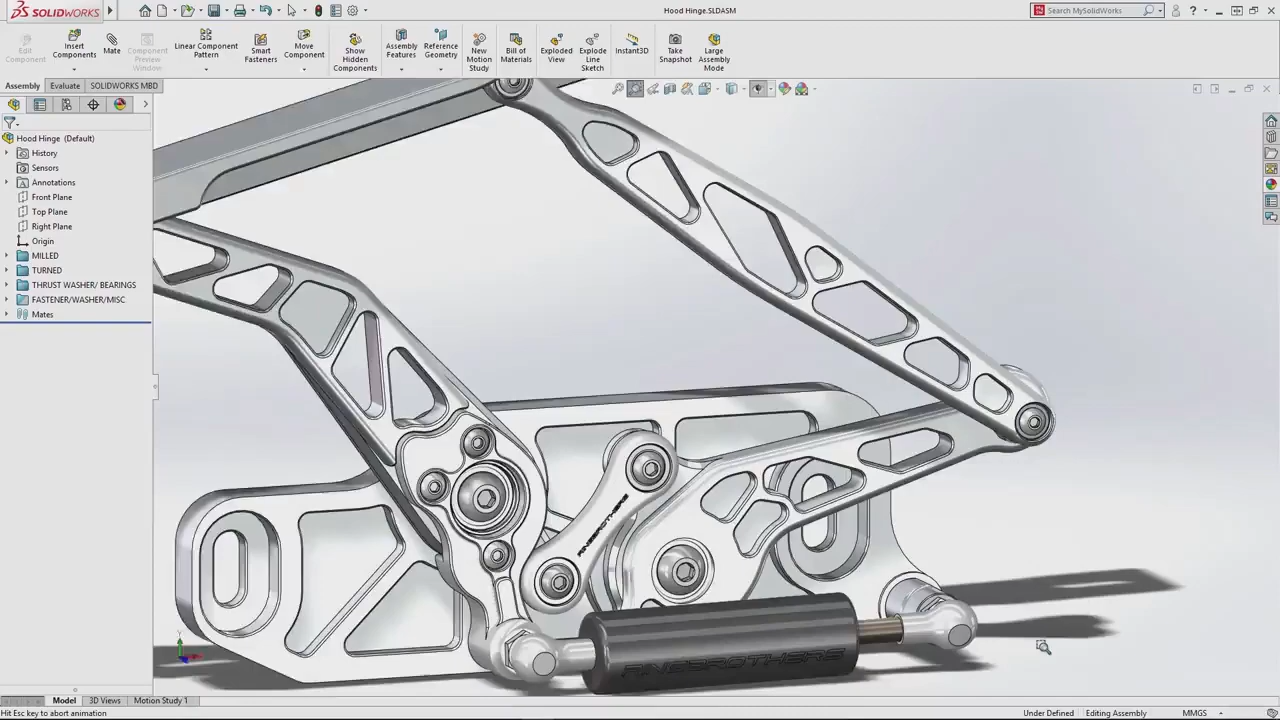 SOLIDWORKS
Hood Hinge.SLDASM
Search MySolidWorks
Edit Component
Insert Components
Mate
Component Preview Window
Linear Component Pattern
Smart Fasteners
Move Component
Show Hidden Components
Assembly Features
Reference Geometry
New Motion Study
Bill of Materials
Exploded View
Explode Line Sketch
Instant3D
Take Snapshot
Large Assembly Mode
Assembly
Evaluate
SOLIDWORKS MBD
Hood Hinge (Default)
History
Sensors
Annotations
Front Plane
Top Plane
Right Plane
Origin
MILLED
TURNED
THRUST WASHER/ BEARINGS
FASTENER/WASHER/MISC
Mates
RINGBROTHERS
RINGBROTHERS
Model
3D Views
Motion Study 1
Hit Esc key to abort animation
Under Defined
Editing Assembly
MMGS